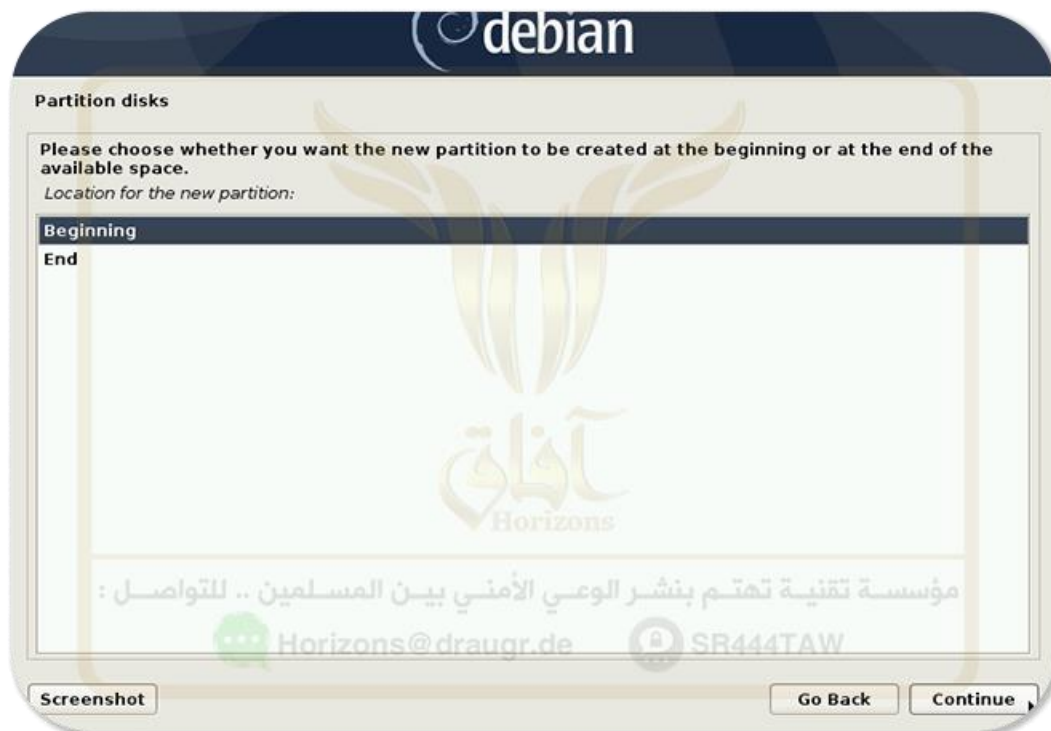 debian
Partition disks
Please choose whether you want the new partition to be created at the beginning or at the end of the
available space.
Location for the new partition:
Beginning
End
آفاق
Horizons
مؤسسة تقنية تهتم بنشر الوعي الأمني بين المسلمين .. للتواصل :
Horizons@draugr.de SR444TAW
Screenshot Go Back Continue